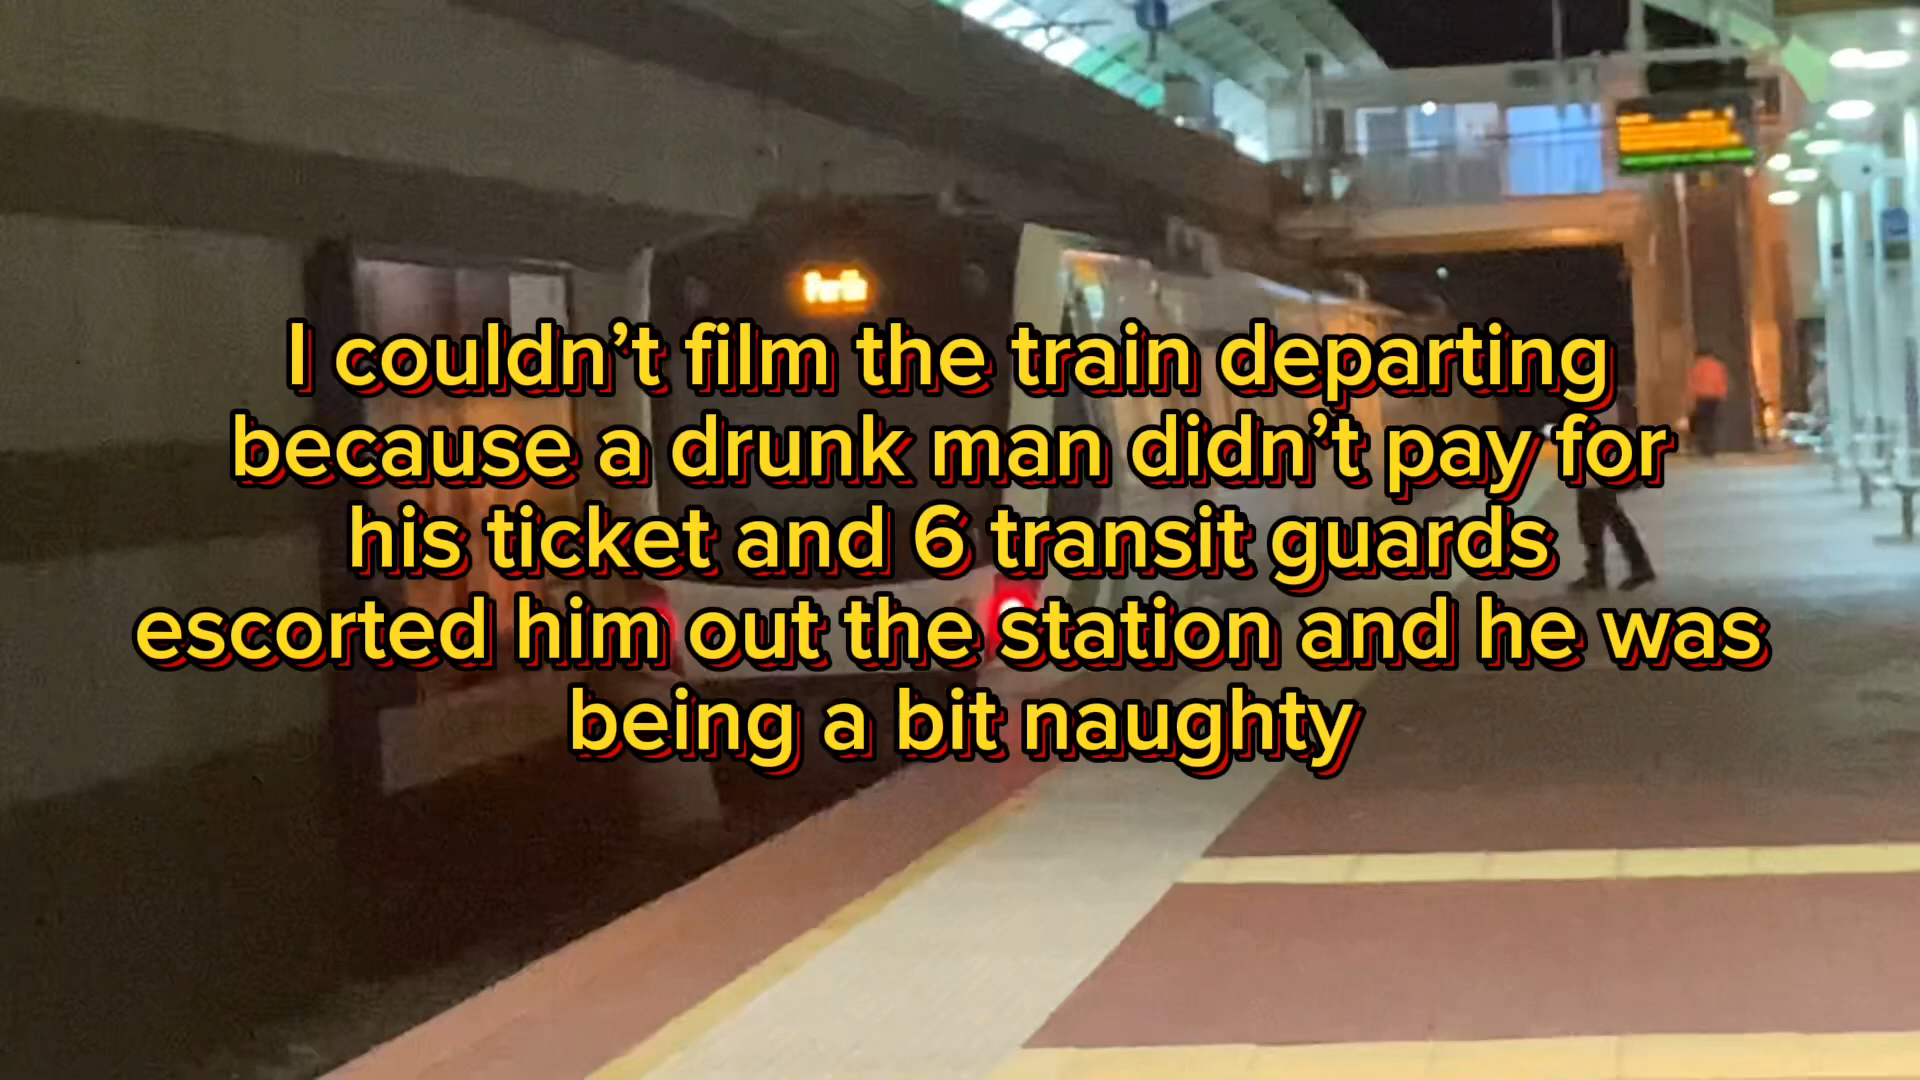 Perth
I couldn’t film the train departing
because a drunk man didn’t pay for
his ticket and 6 transit guards
escorted him out the station and he was
being a bit naughty